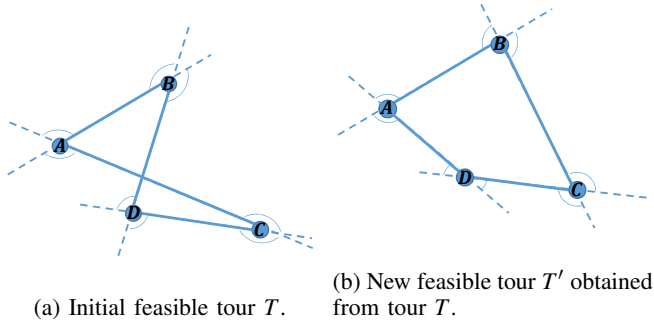 B
A
D
C
B
A
D
C
(a) Initial feasible tour T.
(b) New feasible tour T′ obtained
from tour T.